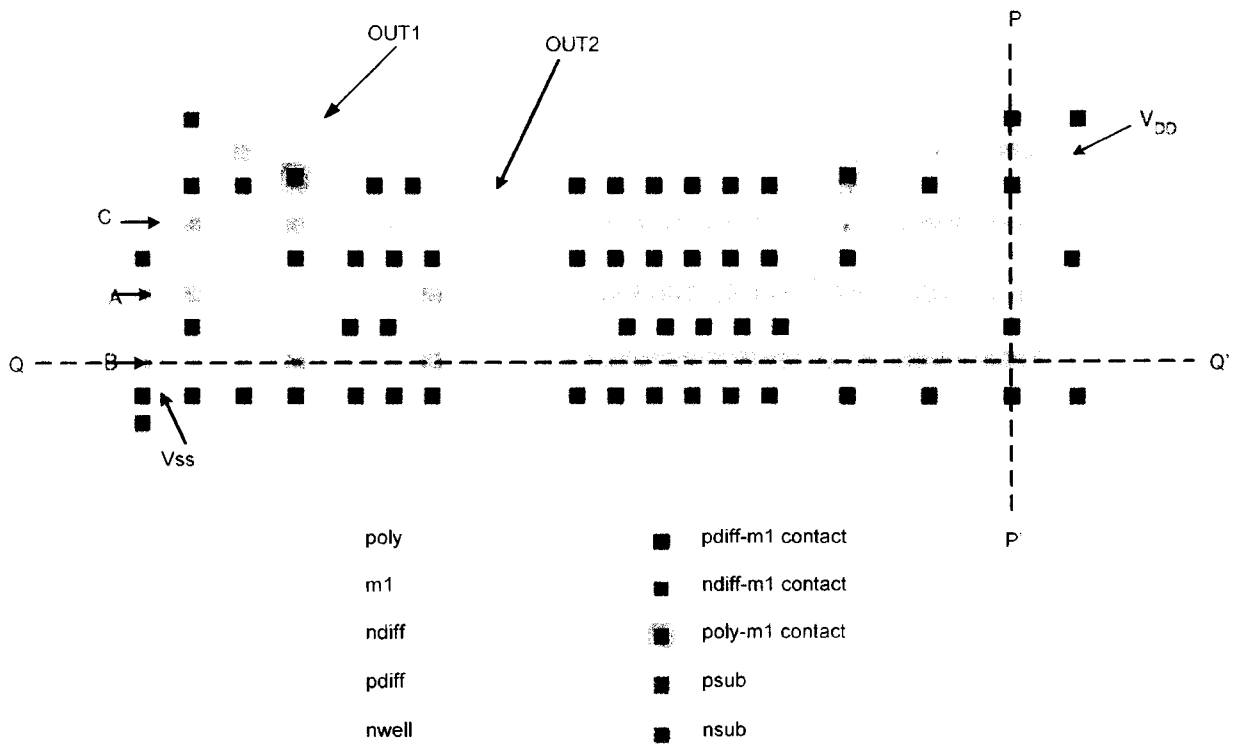 P
OUT1
OUT2
V_DD
C
A
Q
B
Q'
Vss
poly
pdiff-m1 contact
P'
m1
ndiff-m1 contact
ndiff
poly-m1 contact
pdiff
psub
nwell
nsub